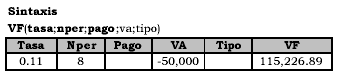 Sintaxis
VF(tasa;nper;pago;va;tipo)
Tasa Nper Pago VA Tipo VF
0.11 8 -50,000 115,226.89